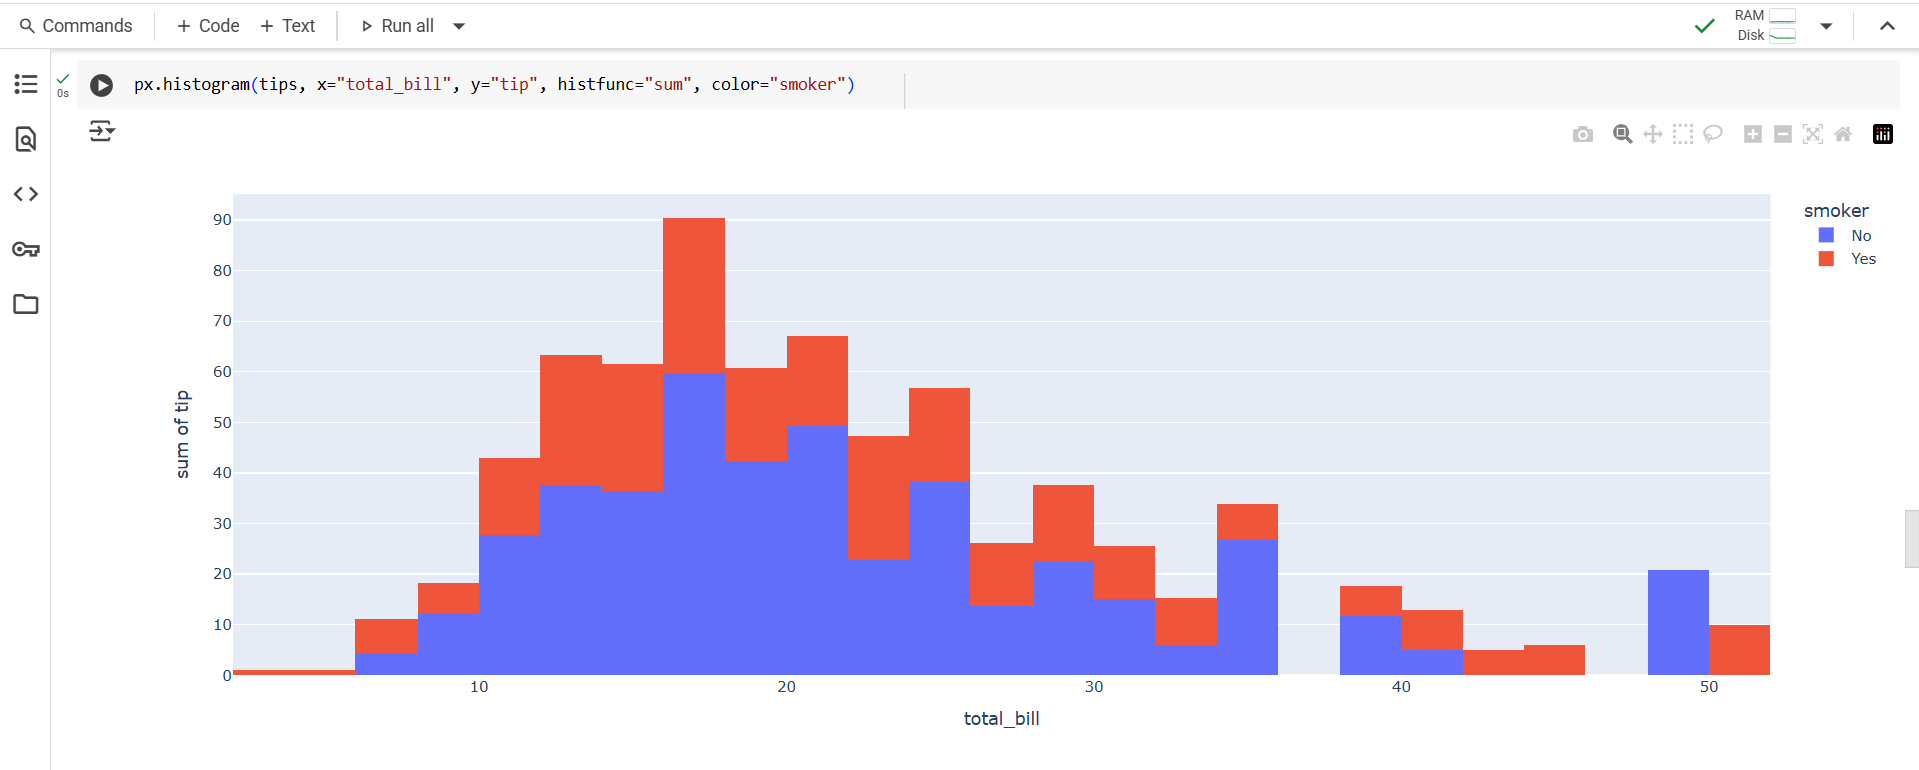 Commands + Code + Text Run all
RAM
Disk
0s
px.histogram(tips, x="total_bill", y="tip", histfunc="sum", color="smoker")
smoker
No
Yes
90
80
70
60
50
40
30
20
10
0
sum of tip
10 20 30 40 50
total_bill